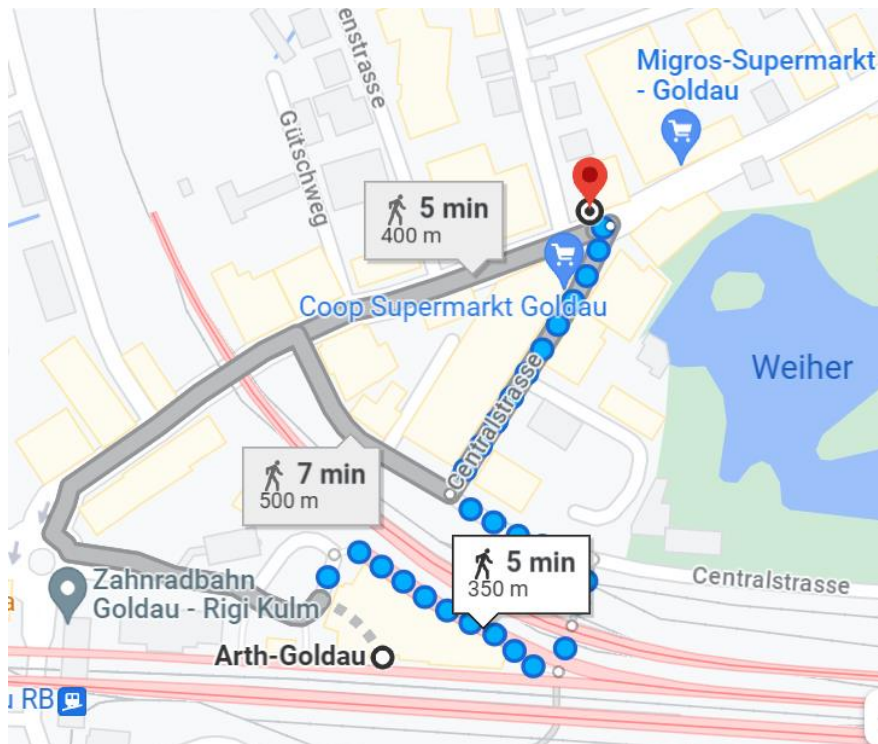 enstrasse
Migros-Supermarkt
- Goldau
Gütschweg
5 min
400 m
Coop Supermarkt Goldau
Weiher
Centralstrasse
7 min
500 m
5 min
350 m
Centralstrasse
Zahnradbahn
Goldau - Rigi Kulm
a
Arth-Goldau
u RB